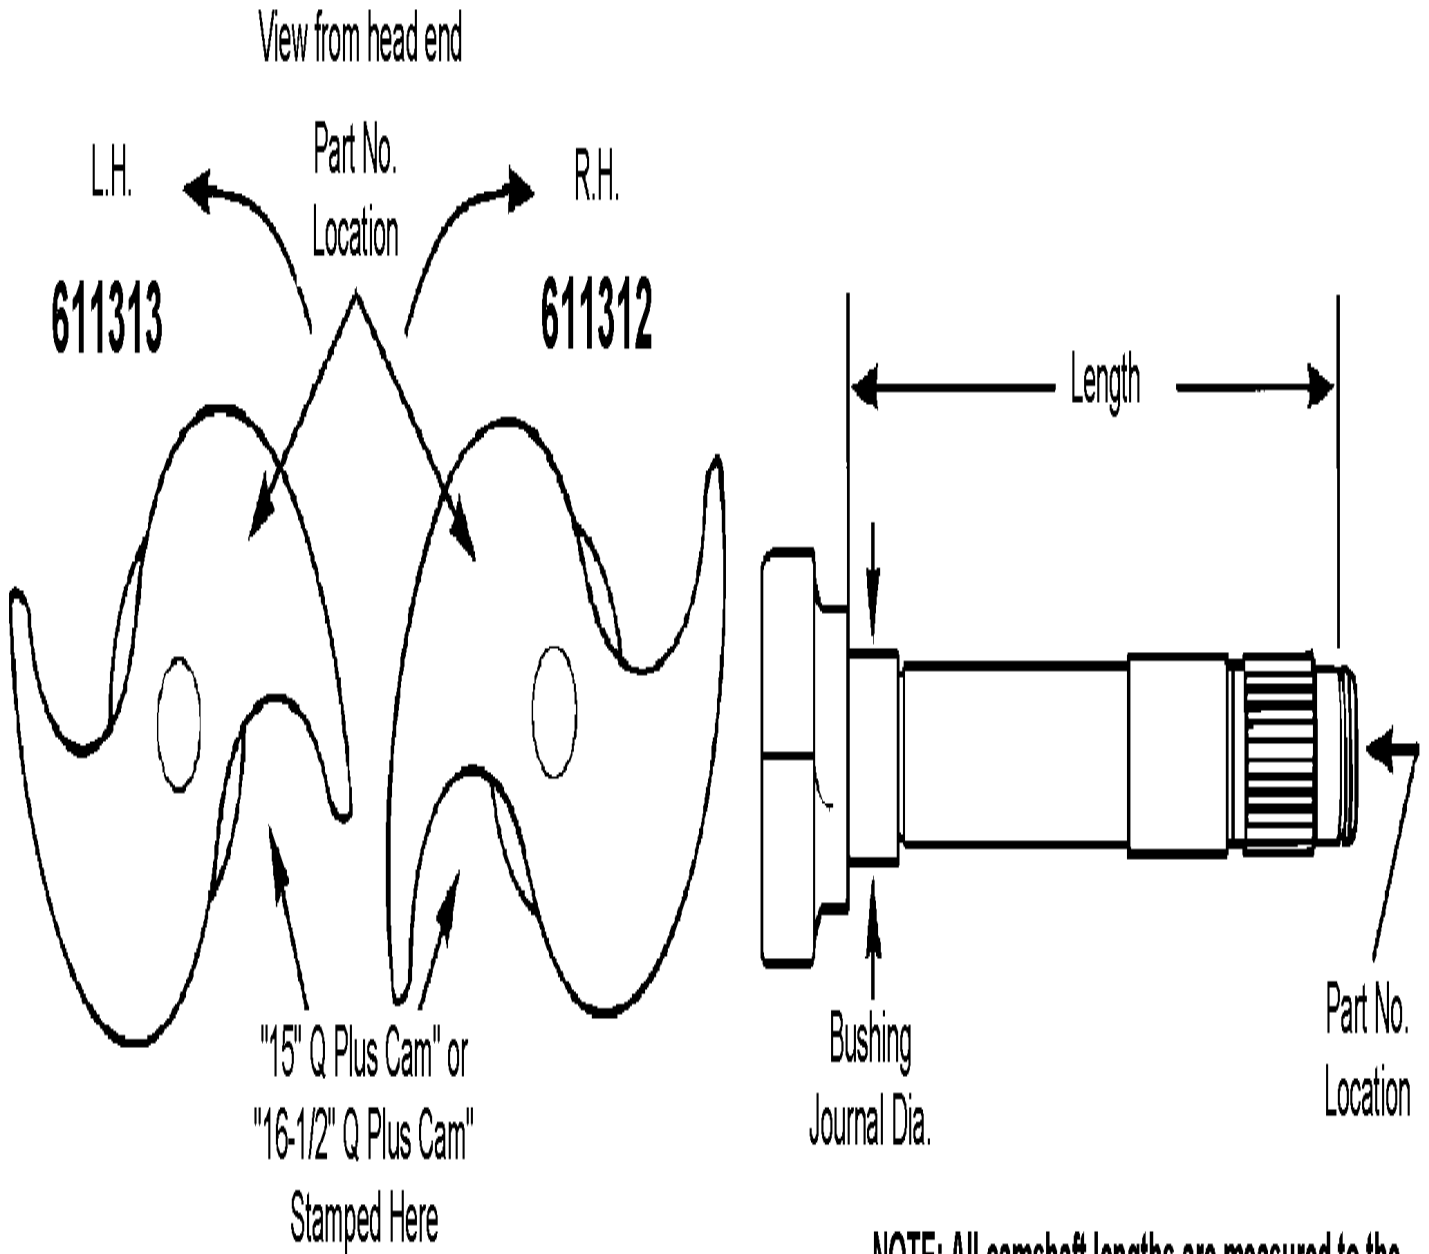 View from head end
Part No.
Location
L.H.
R.H.
611313
611312
"15" Q Plus Cam" or
"16-1/2" Q Plus Cam"
Stamped Here
Length
Bushing
Journal Dia.
Part No.
Location
NOTE: All camshaft lengths are measured to the